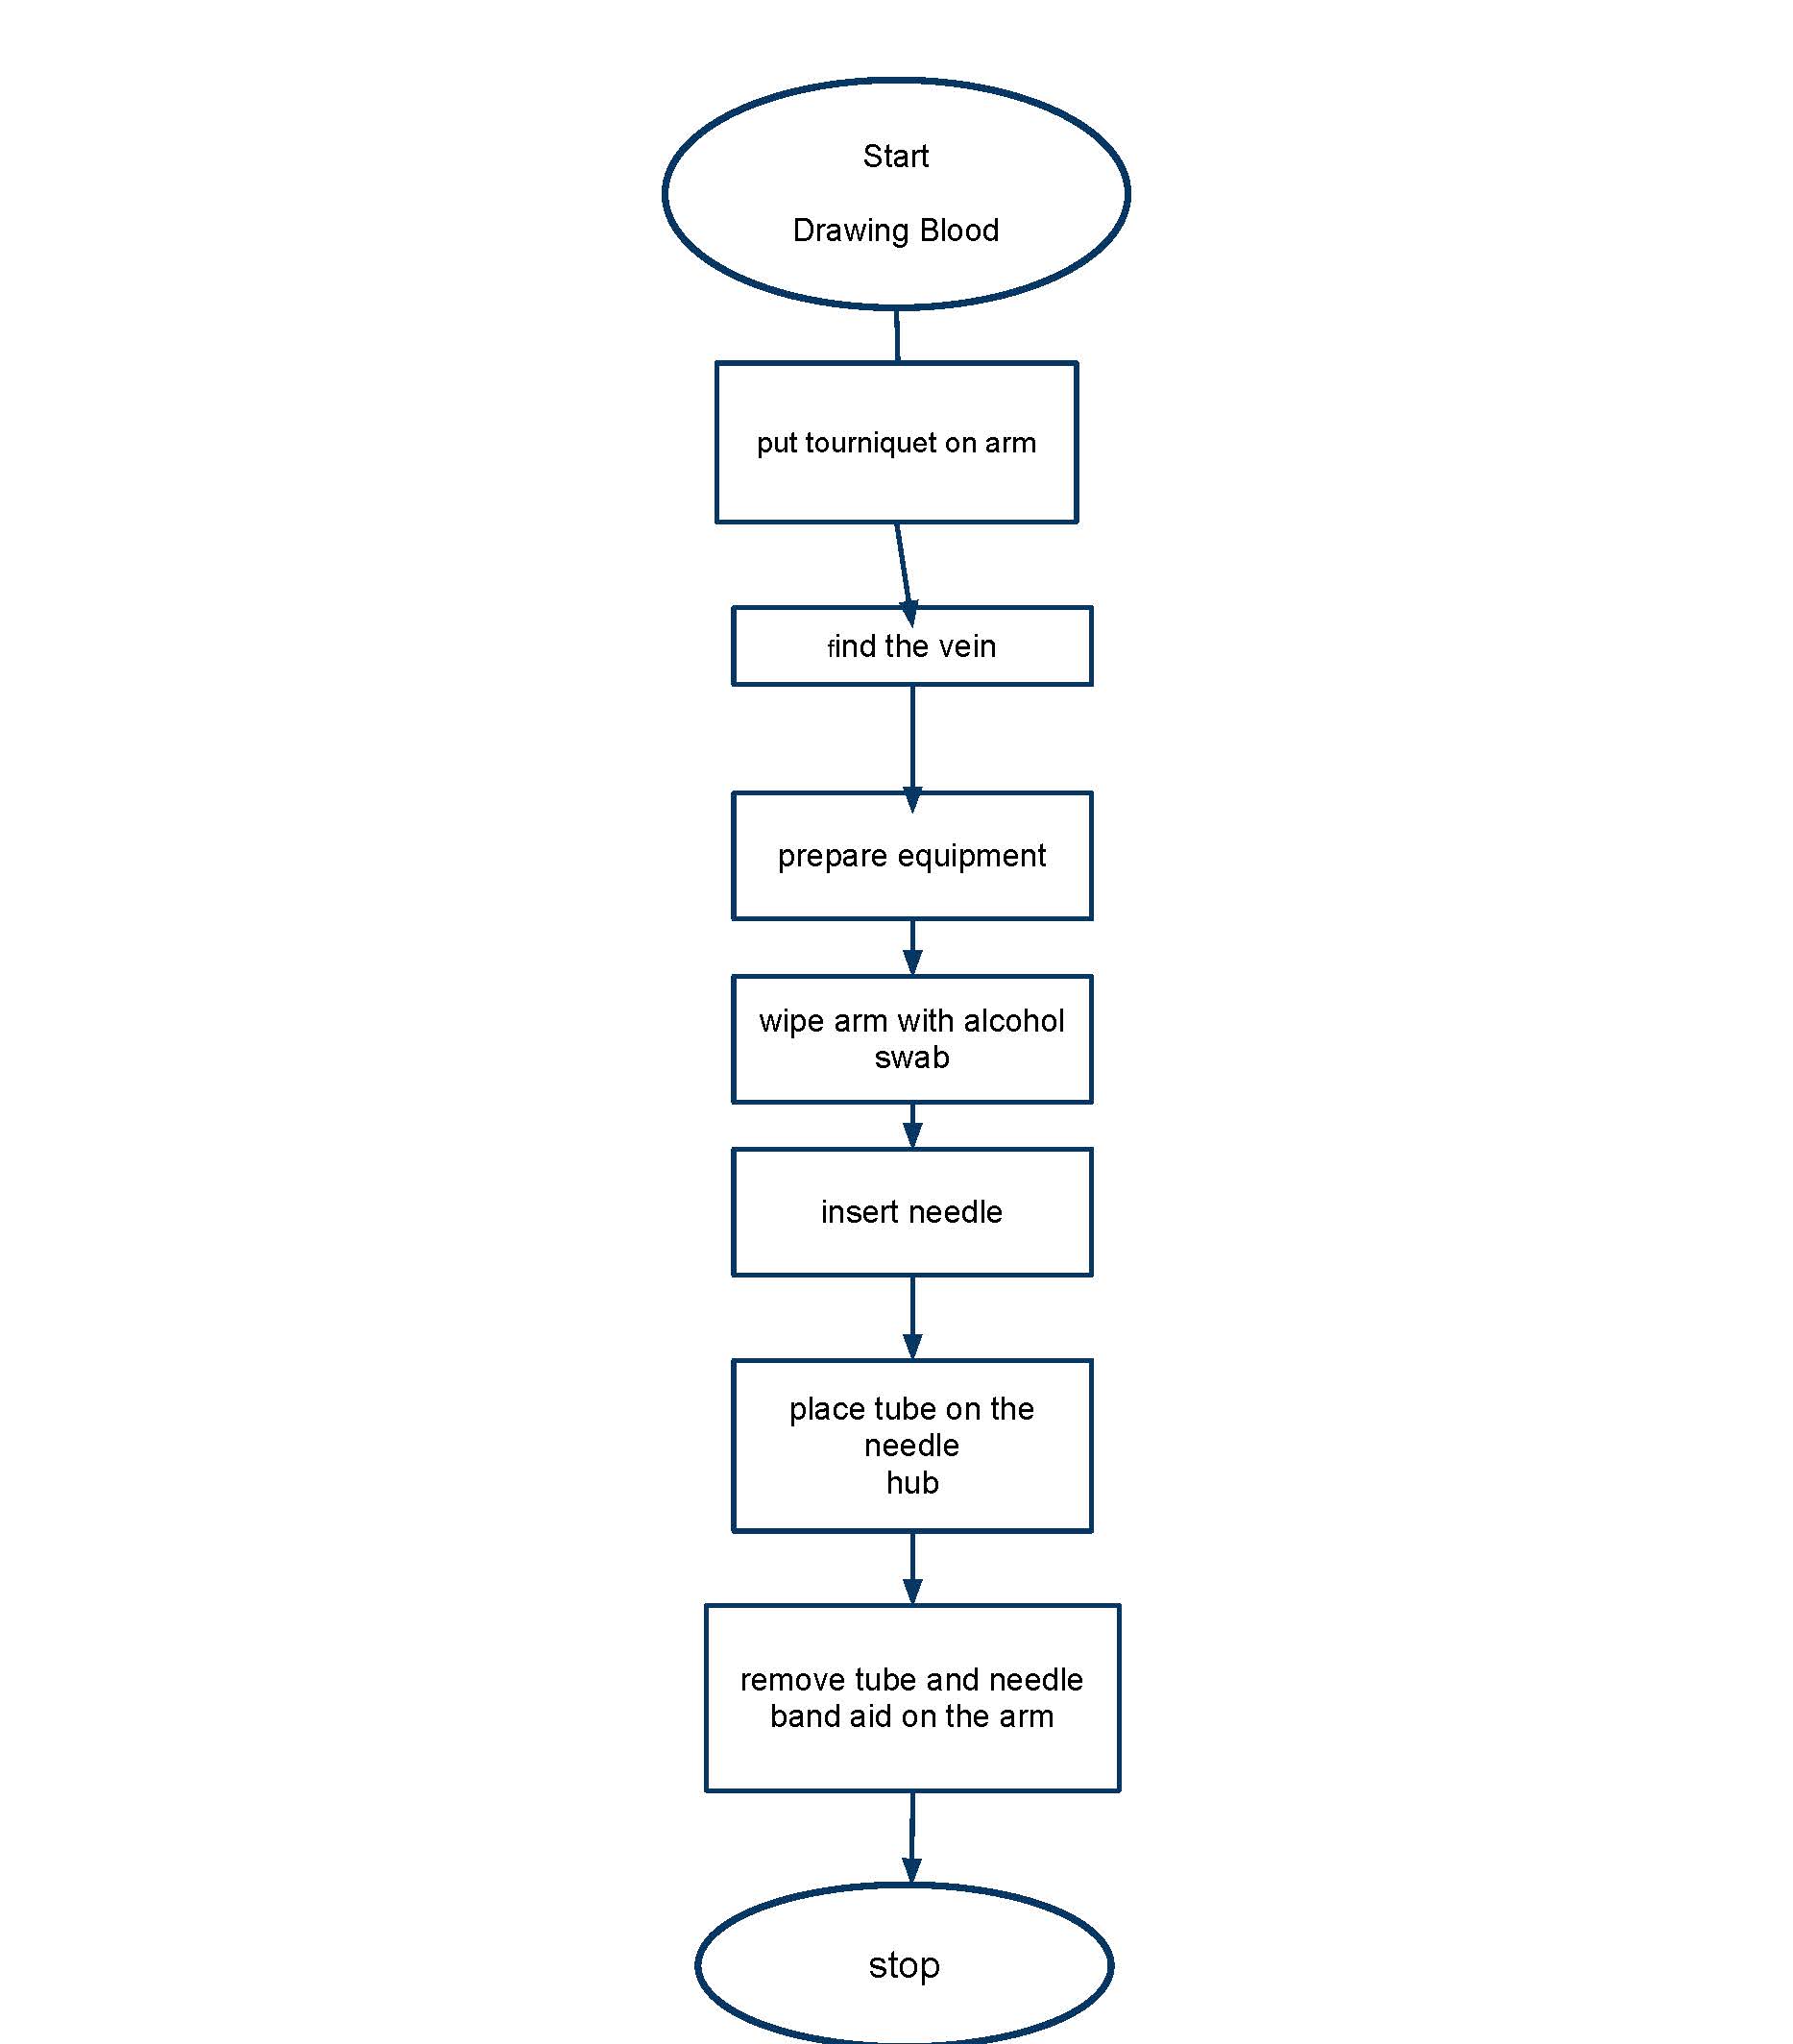 Start
Drawing Blood
put tourniquet on arm
find the vein
prepare equipment
wipe arm with alcohol
swab
insert needle
place tube on the
needle
hub
remove tube and needle
band aid on the arm
stop